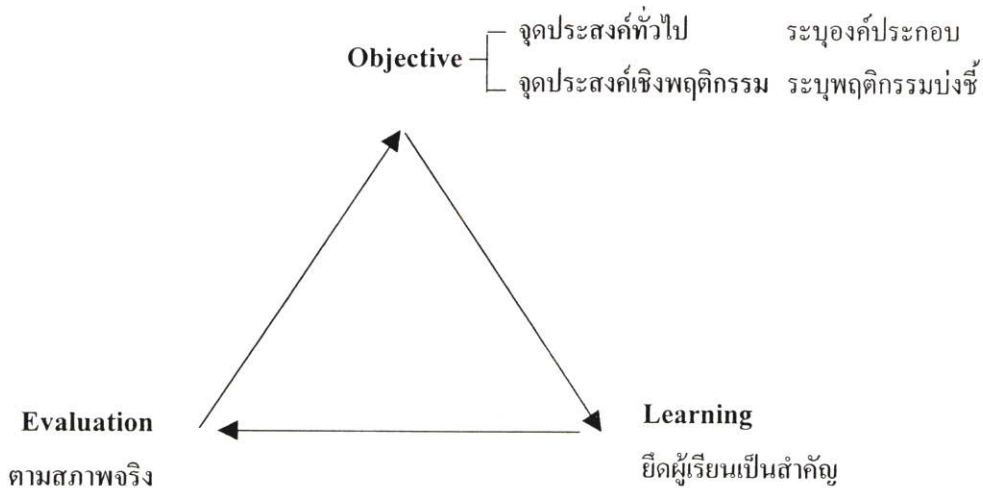 จุดประสงค์ทั่วไป ระบุองค์ประกอบ
Objective
จุดประสงค์เชิงพฤติกรรม ระบุพฤติกรรมบ่งชี้
Evaluation
ตามสภาพจริง
Learning
ยึดผู้เรียนเป็นสำคัญ